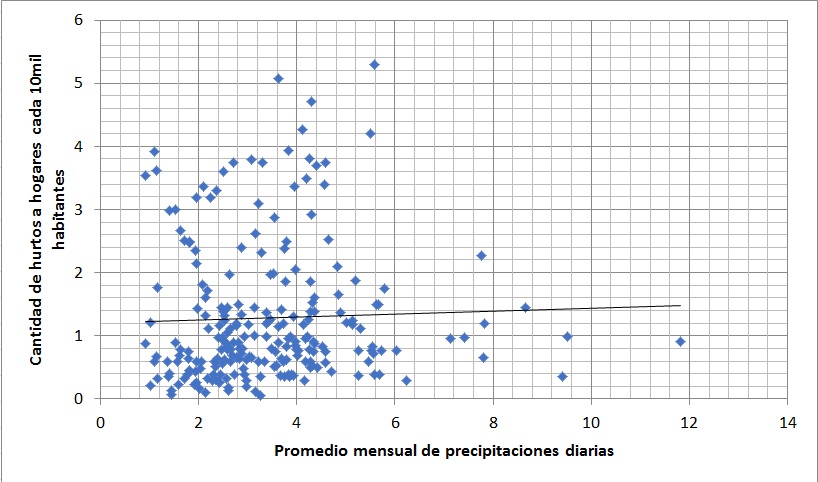 Cantidad de hurtos a hogares cada 10mil
habitantes
6
5
4
3
2
1
0
0 2 4 6 8 10 12 14
Promedio mensual de precipitaciones diarias